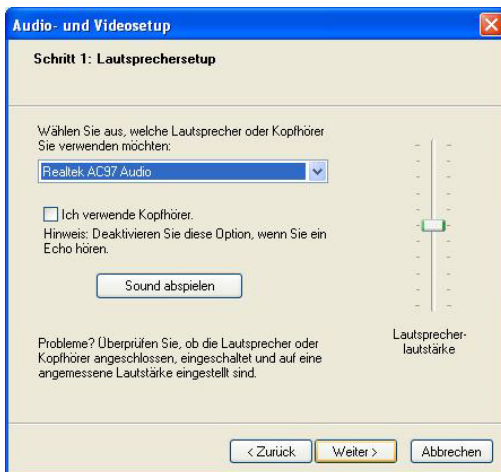 Audio- und Videosetup
Schritt 1: Lautsprechersetup
Wählen Sie aus, welche Lautsprecher oder Kopfhörer
Sie verwenden möchten:
Realtek AC97 Audio
Ich verwende Kopfhörer.
Hinweis: Deaktivieren Sie diese Option, wenn Sie ein
Echo hören.
Sound abspielen
Probleme? Überprüfen Sie, ob die Lautsprecher oder
Kopfhörer angeschlossen, eingeschaltet und auf eine
angemessene Lautstärke eingestellt sind.
Lautsprecher-
lautstärke
< Zurück
Weiter >
Abbrechen